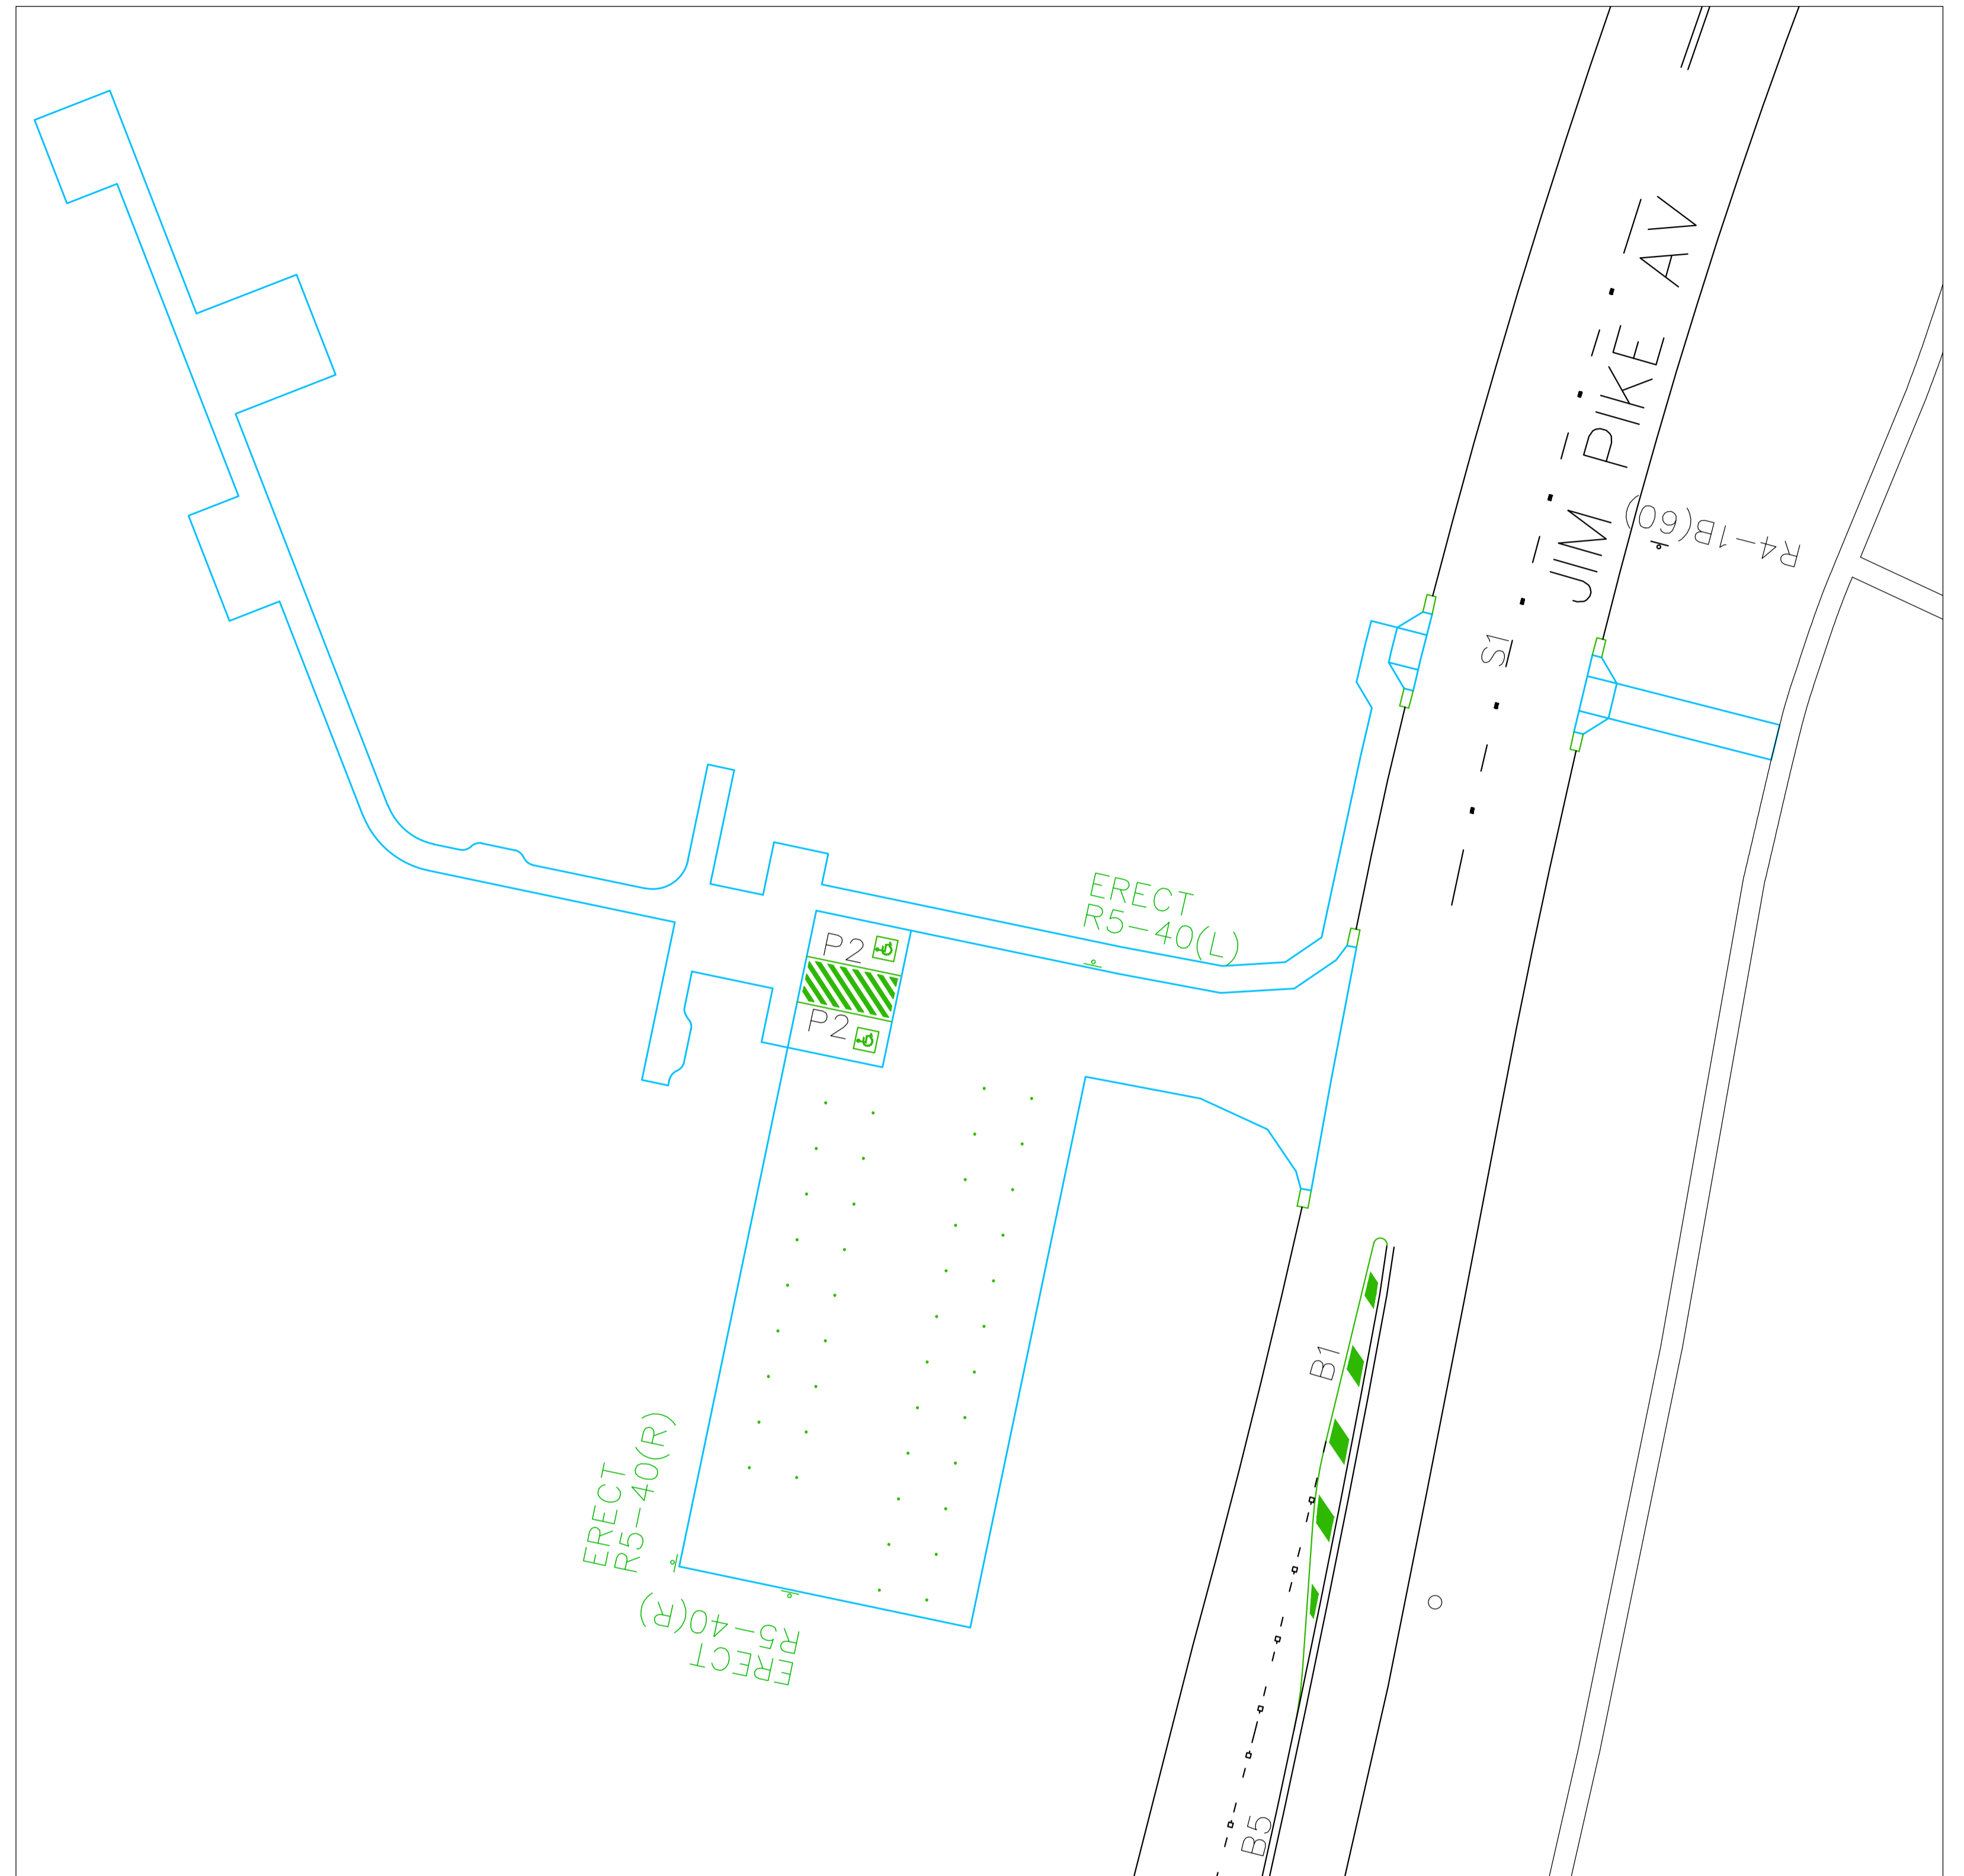 JIM PIKE AV
R4-1B(60)
S1
ERECT
R5-40(L)
P2
P2
B1
ERECT
R5-40(R)
ERECT
R5-40(R)
B5